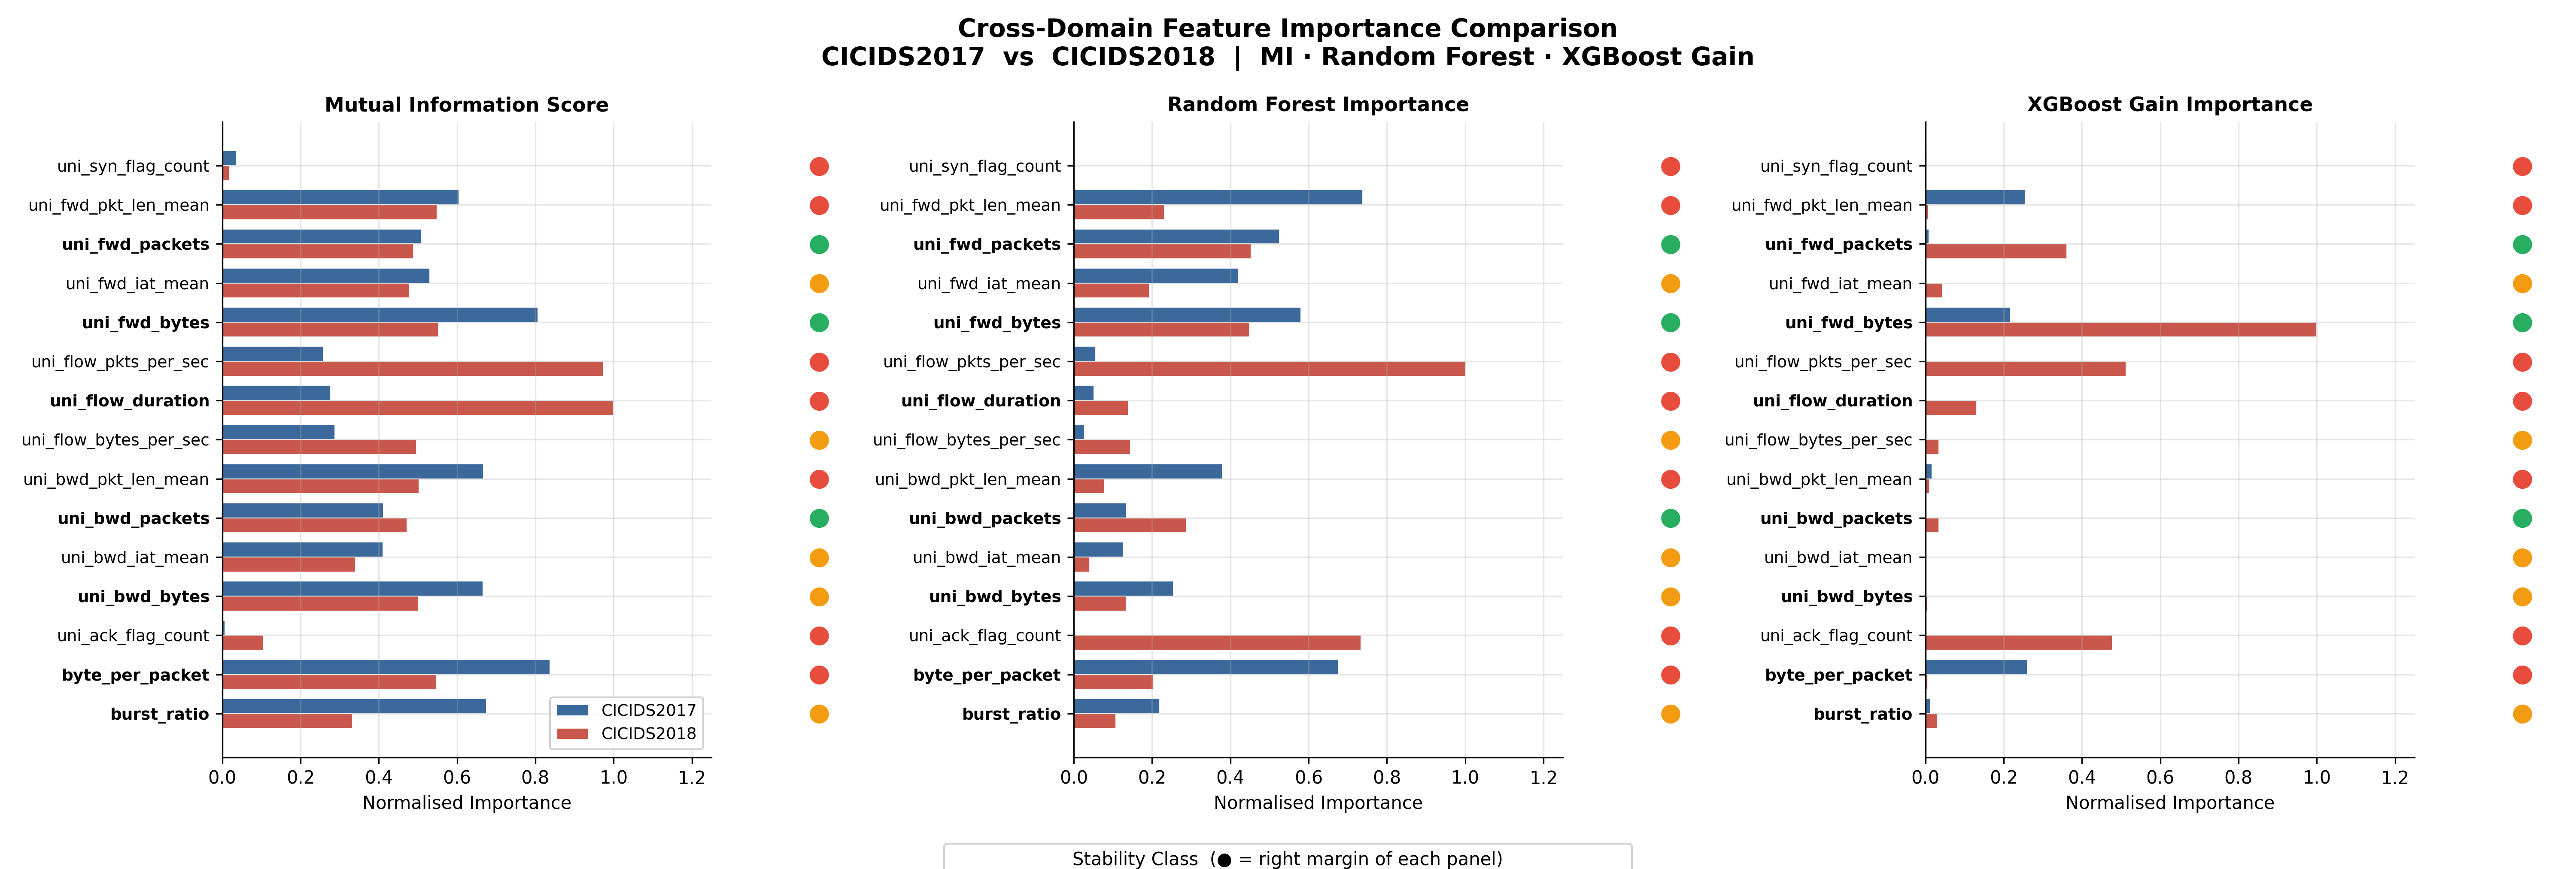 Cross-Domain Feature Importance Comparison
CICIDS2017 vs CICIDS2018 | MI · Random Forest · XGBoost Gain
Mutual Information Score
uni_syn_flag_count
uni_fwd_pkt_len_mean
uni_fwd_packets
uni_fwd_iat_mean
uni_fwd_bytes
uni_flow_pkts_per_sec
uni_flow_duration
uni_flow_bytes_per_sec
uni_bwd_pkt_len_mean
uni_bwd_packets
uni_bwd_iat_mean
uni_bwd_bytes
uni_ack_flag_count
byte_per_packet
burst_ratio
CICIDS2017
CICIDS2018
0.0 0.2 0.4 0.6 0.8 1.0 1.2
Normalised Importance
Random Forest Importance
uni_syn_flag_count
uni_fwd_pkt_len_mean
uni_fwd_packets
uni_fwd_iat_mean
uni_fwd_bytes
uni_flow_pkts_per_sec
uni_flow_duration
uni_flow_bytes_per_sec
uni_bwd_pkt_len_mean
uni_bwd_packets
uni_bwd_iat_mean
uni_bwd_bytes
uni_ack_flag_count
byte_per_packet
burst_ratio
0.0 0.2 0.4 0.6 0.8 1.0 1.2
Normalised Importance
XGBoost Gain Importance
uni_syn_flag_count
uni_fwd_pkt_len_mean
uni_fwd_packets
uni_fwd_iat_mean
uni_fwd_bytes
uni_flow_pkts_per_sec
uni_flow_duration
uni_flow_bytes_per_sec
uni_bwd_pkt_len_mean
uni_bwd_packets
uni_bwd_iat_mean
uni_bwd_bytes
uni_ack_flag_count
byte_per_packet
burst_ratio
0.0 0.2 0.4 0.6 0.8 1.0 1.2
Normalised Importance
Stability Class (● = right margin of each panel)